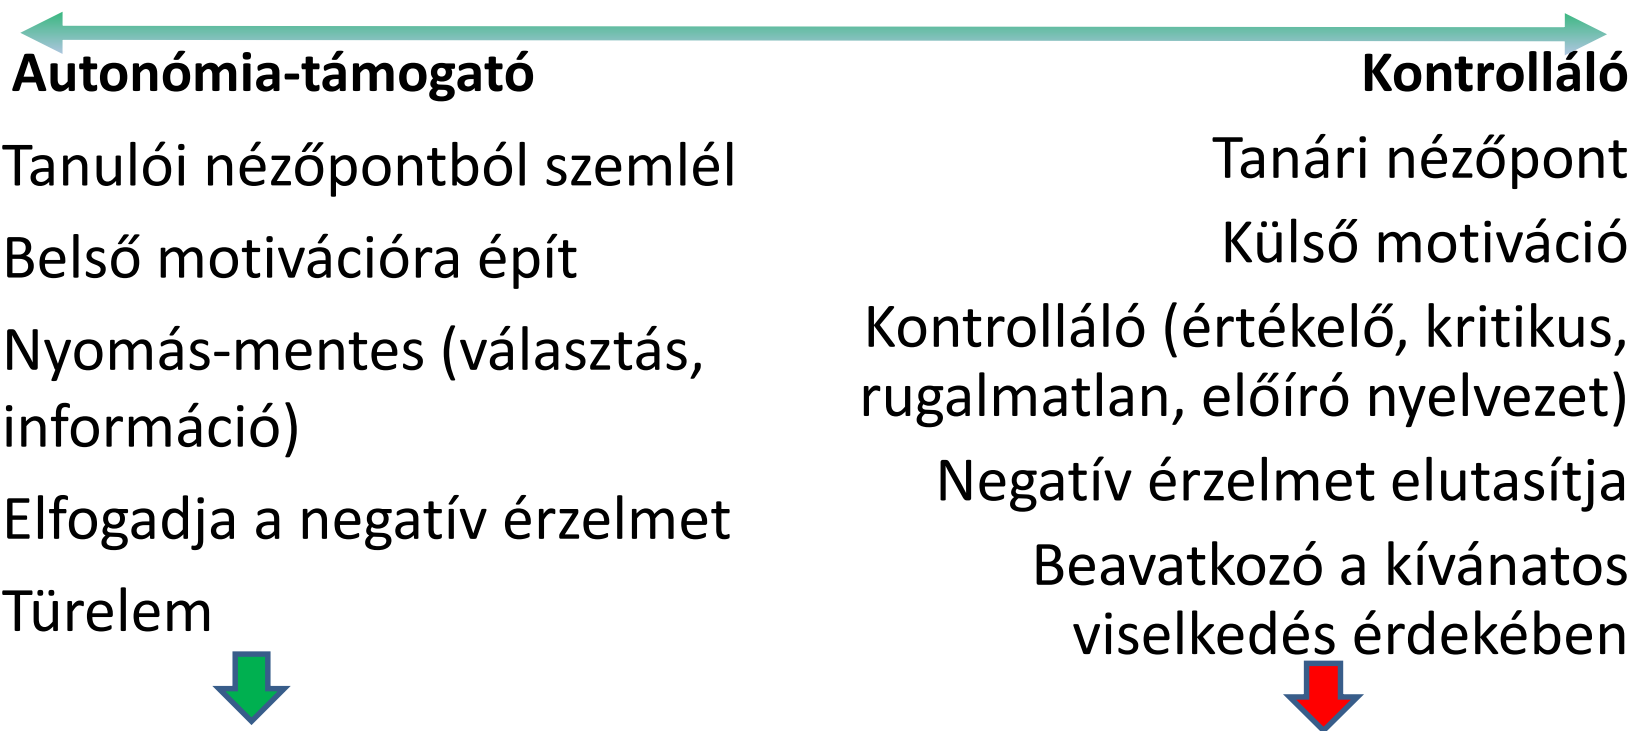 Autonómia-támogató
Tanulói nézőpontból szemlél
Belső motivációra épít
Nyomás-mentes (választás,
információ)
Elfogadja a negatív érzelmet
Türelem
Kontrolláló
Tanári nézőpont
Külső motiváció
Kontrolláló (értékelő, kritikus,
rugalmatlan, előíró nyelvezet)
Negatív érzelmet elutasítja
Beavatkozó a kívánatos
viselkedés érdekében